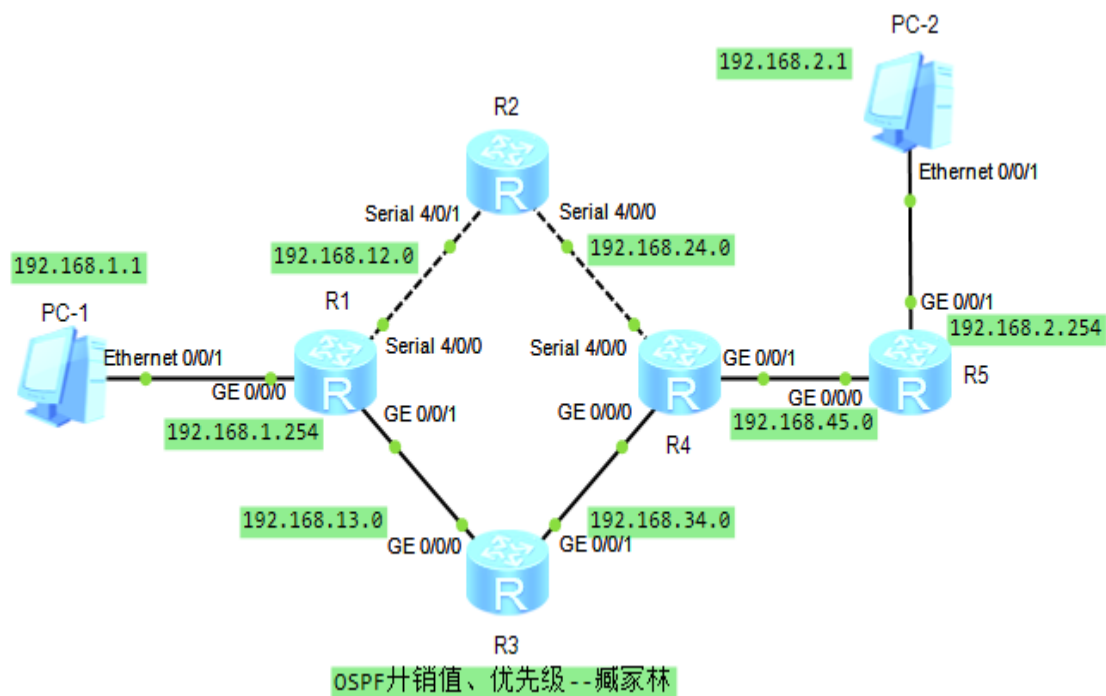 PC-2
192.168.2.1
R2
Ethernet 0/0/1
Serial 4/0/1
Serial 4/0/0
192.168.12.0
192.168.24.0
192.168.1.1
PC-1
R1
GE 0/0/1
192.168.2.254
Ethernet 0/0/1
Serial 4/0/0
Serial 4/0/0
GE 0/0/1
R5
GE 0/0/0
GE 0/0/0
192.168.1.254
GE 0/0/1
GE 0/0/0
192.168.45.0
R4
192.168.13.0
192.168.34.0
GE 0/0/0
GE 0/0/1
R3
OSPF开销值、优先级--臧家林
R
R
R
R
R